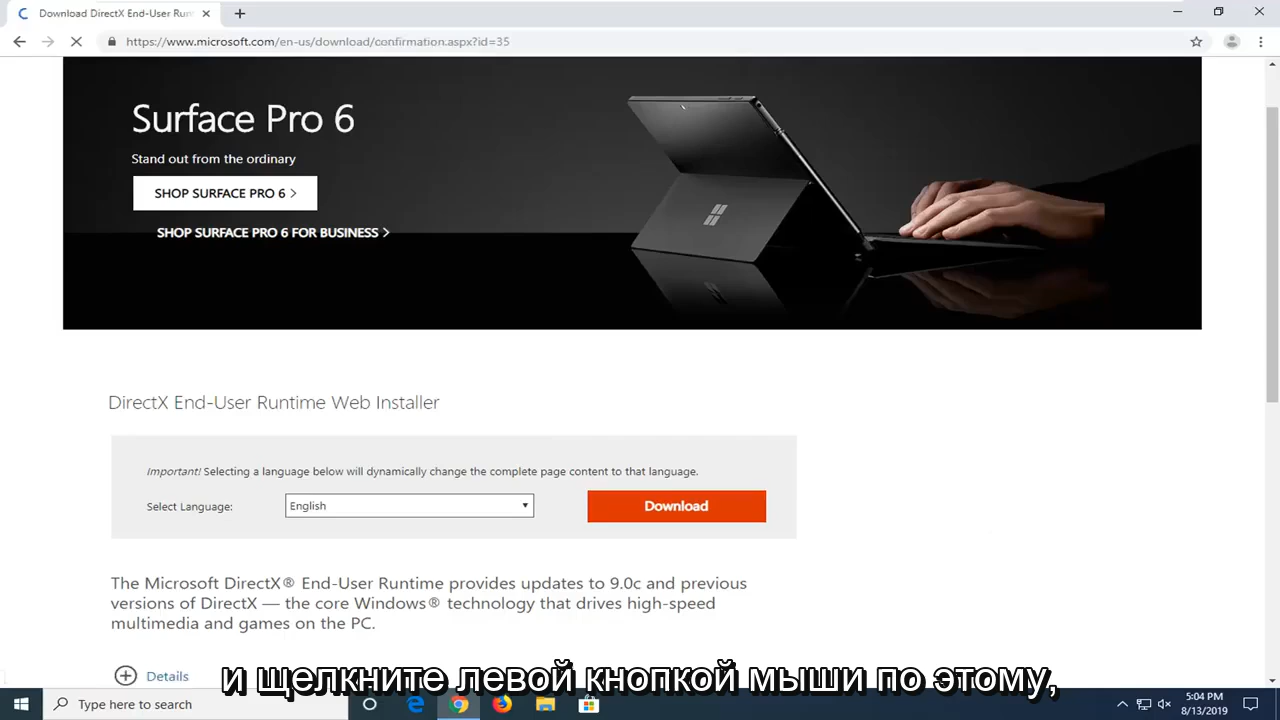 Download DirectX End-User Run
https://www.microsoft.com/en-us/download/confirmation.aspx?id=35
Surface Pro 6
Stand out from the ordinary
SHOP SURFACE PRO 6 >
SHOP SURFACE PRO 6 FOR BUSINESS >
DirectX End-User Runtime Web Installer
Important! Selecting a language below will dynamically change the complete page content to that language.
Select Language:
English
Download
The Microsoft DirectX® End-User Runtime provides updates to 9.0c and previous
versions of DirectX — the core Windows® technology that drives high-speed
multimedia and games on the PC.
Details
и щелкните левой кнопкой мыши по этому,
Type here to search
5:04 PM
8/13/2019